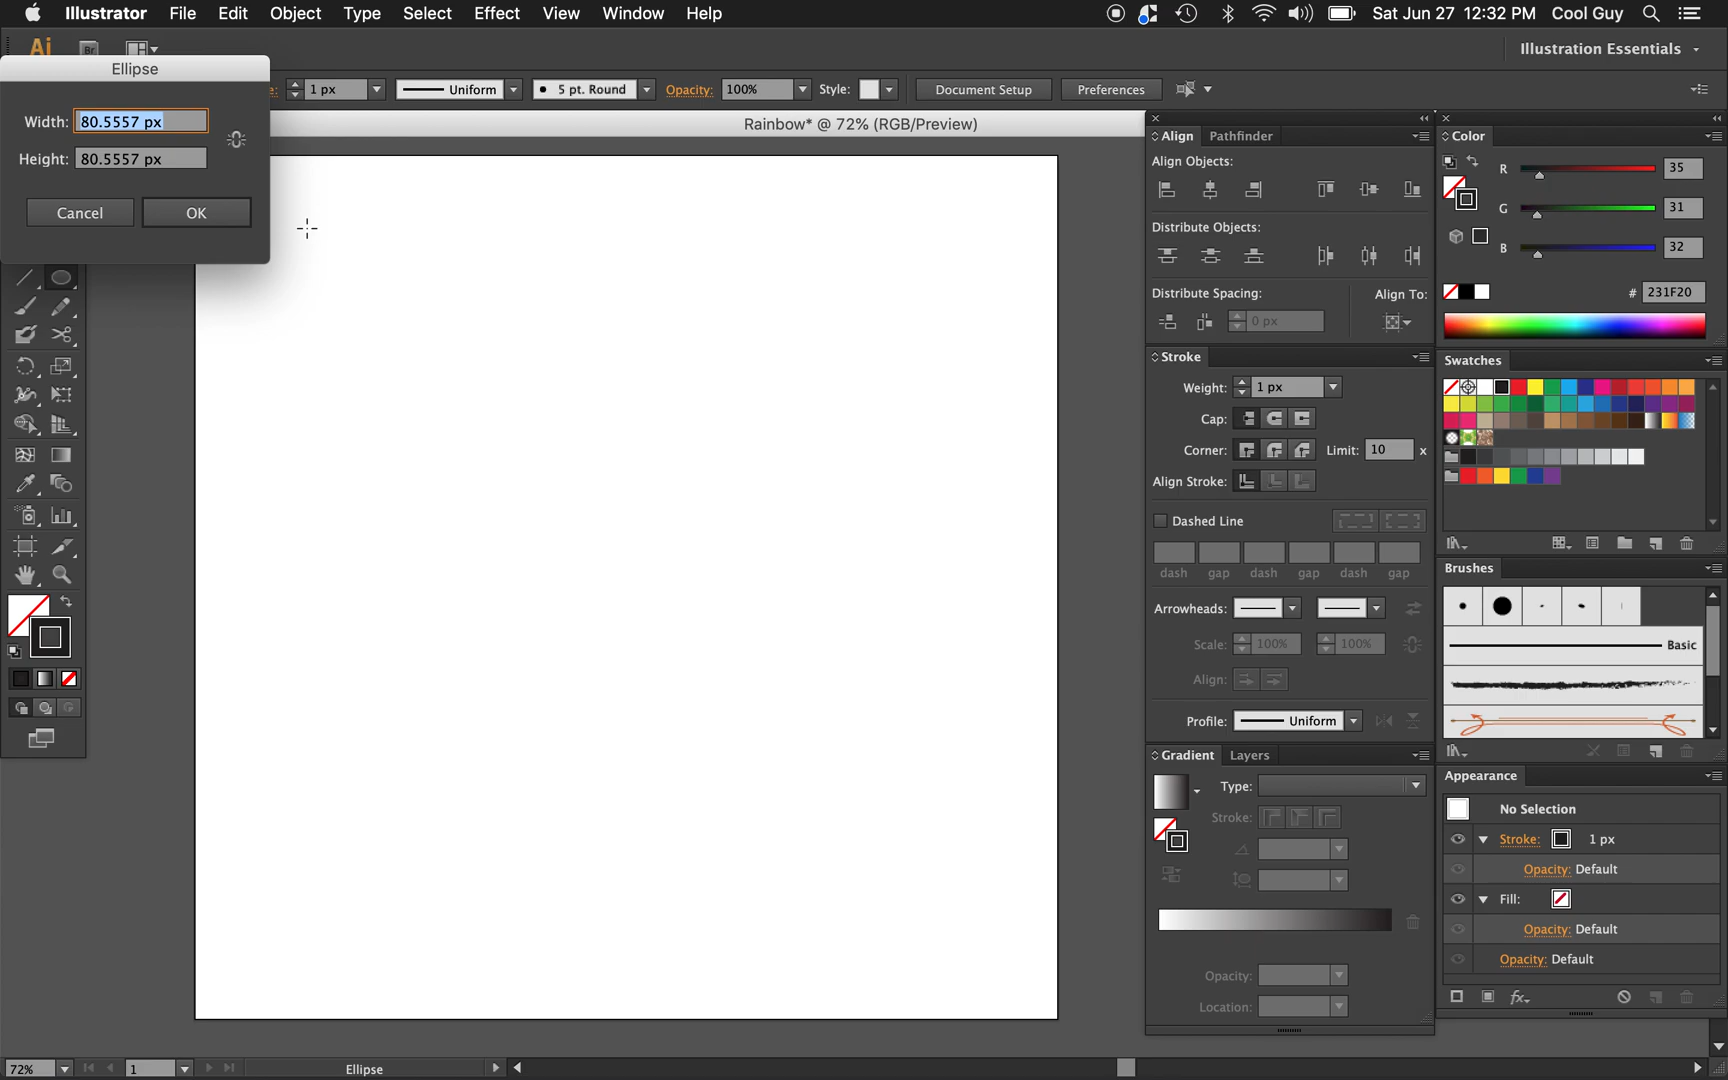 Illustrator File Edit Object Type Select Effect View Window Help Sat Jun 27 12:32 PM Cool Guy
Ai Br Illustration Essentials
Ellipse
Width: 80.5557 px
Height: 80.5557 px
Cancel OK
1 px Uniform 5 pt. Round Opacity: 100% Style: Document Setup Preferences
Rainbow* @ 72% (RGB/Preview)
Align Pathfinder
Align Objects:
Distribute Objects:
Distribute Spacing: Align To:
0 px
Stroke
Weight: 1 px
Cap:
Corner: Limit: 10 x
Align Stroke:
Dashed Line
dash gap dash gap dash gap
Arrowheads:
Scale: 100% 100%
Align:
Profile: Uniform
Gradient Layers
Type:
Stroke:
Opacity:
Location:
Color
R 35
G 31
B 32
# 231F20
Swatches
Brushes
Basic
Appearance
No Selection
Stroke: 1 px
Opacity: Default
Fill:
Opacity: Default
Opacity: Default
fx
72% 1 Ellipse